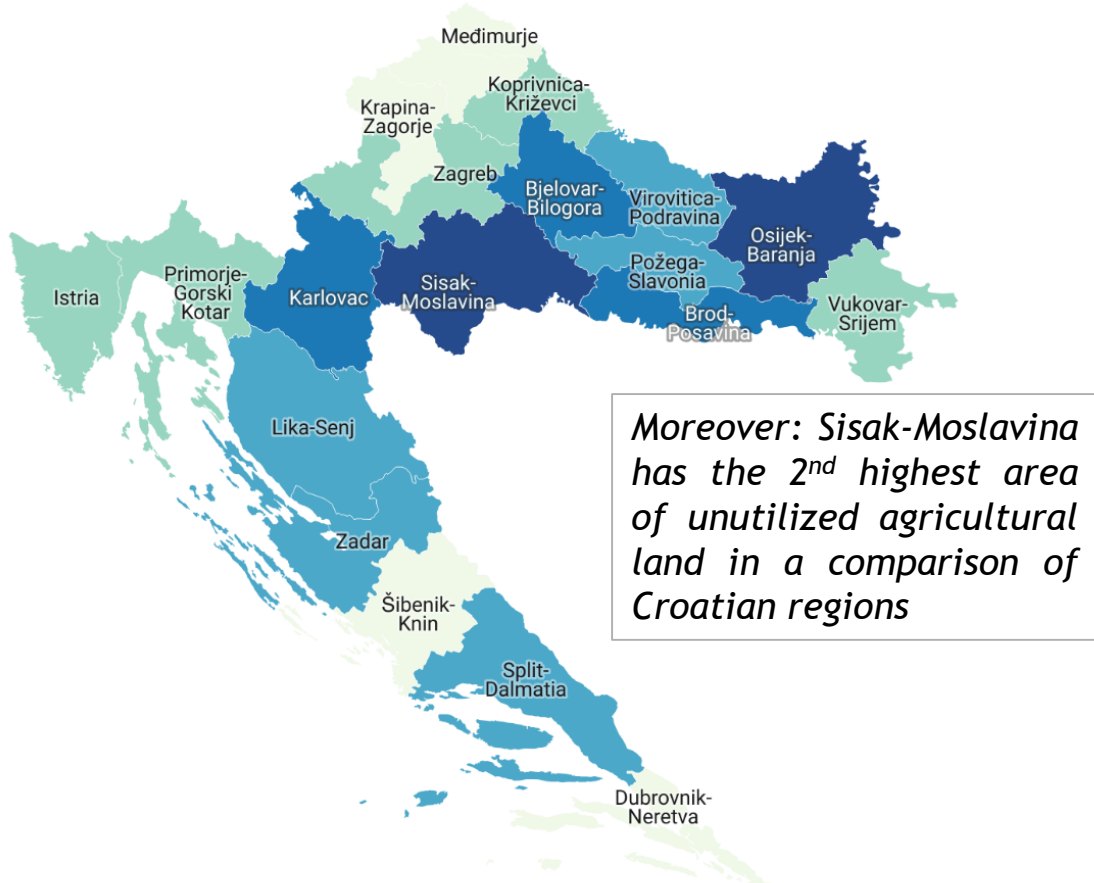 Međimurje
Koprivnica-
Križevci
Krapina-
Zagorje
Zagreb
Bjelovar-
Bilogora
Virovitica-
Podravina
Osijek-
Baranja
Požega-
Slavonia
Primorje-
Gorski
Kotar
Istria
Karlovac
Sisak-
Moslavina
Brod-
Posavina
Vukovar-
Srijem
Lika-Senj
Zadar
Šibenik-
Knin
Split-
Dalmatia
Dubrovnik-
Neretva
Moreover: Sisak-Moslavina
has the 2nd highest area
of unutilized agricultural
land in a comparison of
Croatian regions